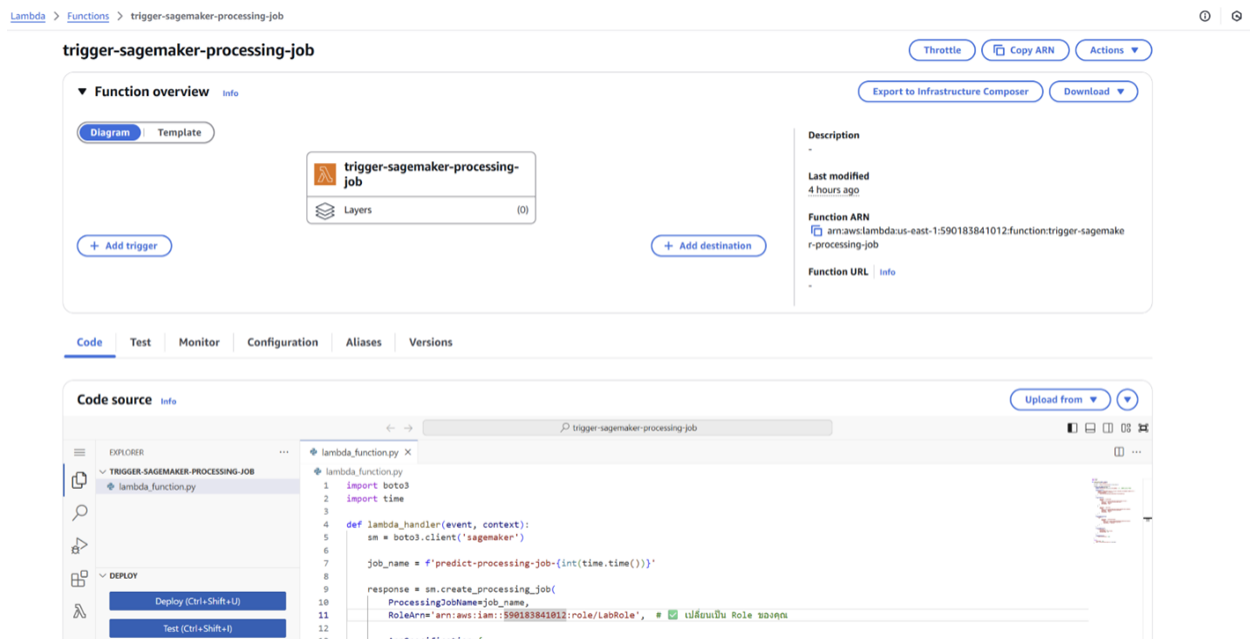 Lambda > Functions > trigger-sagemaker-processing-job
trigger-sagemaker-processing-job
Throttle
Copy ARN
Actions
Function overview
Info
Export to Infrastructure Composer
Download
Diagram
Template
trigger-sagemaker-processing-
job
Layers
(0)
+ Add trigger
+ Add destination
Description
-
Last modified
4 hours ago
Function ARN
arn:aws:lambda:us-east-1:590183841012:function:trigger-sagemake
r-processing-job
Function URL
Info
-
Code
Test
Monitor
Configuration
Aliases
Versions
Code source
Info
Upload from
trigger-sagemaker-processing-job
EXPLORER
TRIGGER-SAGEMAKER-PROCESSING-JOB
lambda_function.py
DEPLOY
Deploy (Ctrl+Shift+U)
Test (Ctrl+Shift+I)
lambda_function.py
lambda_function.py
1 import boto3
2 import time
3
4 def lambda_handler(event, context):
5 sm = boto3.client('sagemaker')
6
7 job_name = f'predict-processing-job-{int(time.time())}'
8
9 response = sm.create_processing_job(
10 ProcessingJobName=job_name,
11 RoleArn='arn:aws:iam::590183841012:role/LabRole', # ✅ เปลี่ยนเป็น Role ของคุณ
12